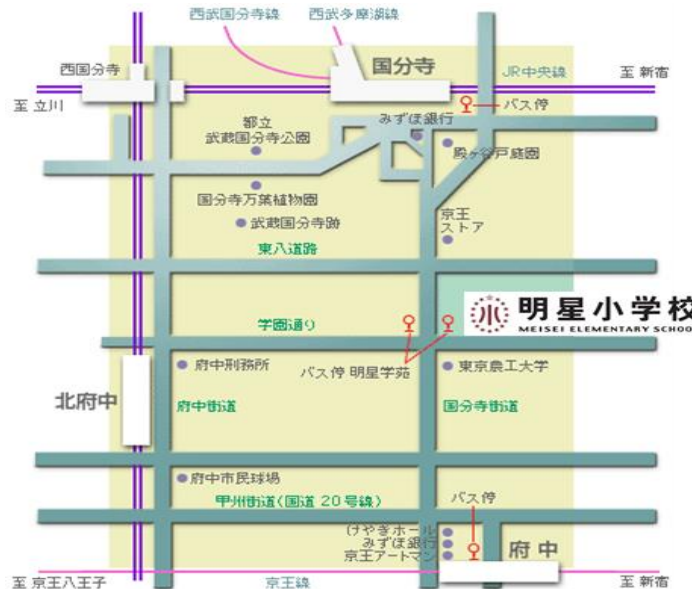 西武国分寺線
西武多摩湖線
西国分寺
国分寺
JR中央線
至 新宿
至 立川
バス停
みずほ銀行
都立
武蔵国分寺公園
殿ヶ谷戸庭園
国分寺万葉植物園
武蔵国分寺跡
京王
ストア
東八道路
明星小学校
MEISEI ELEMENTARY SCHOOL
学園通り
府中刑務所
バス停 明星学苑
東京農工大学
北府中
府中街道
国分寺街道
府中市民球場
甲州街道(国道20号線)
バス停
けやきホール
みずほ銀行
京王アートマン
府中
至 京王八王子
京王線
至 新宿